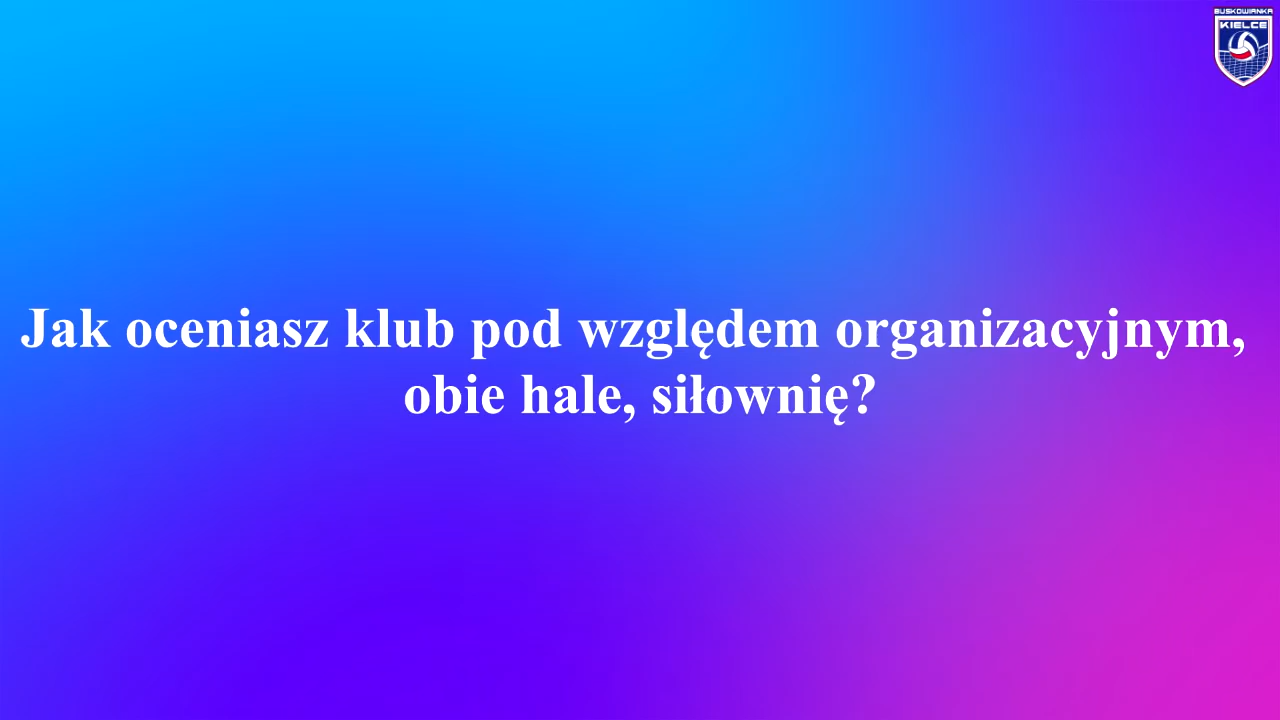 BUSKOWIANKA
KIELCE
Jak oceniasz klub pod względem organizacyjnym,
obie hale, siłownię?